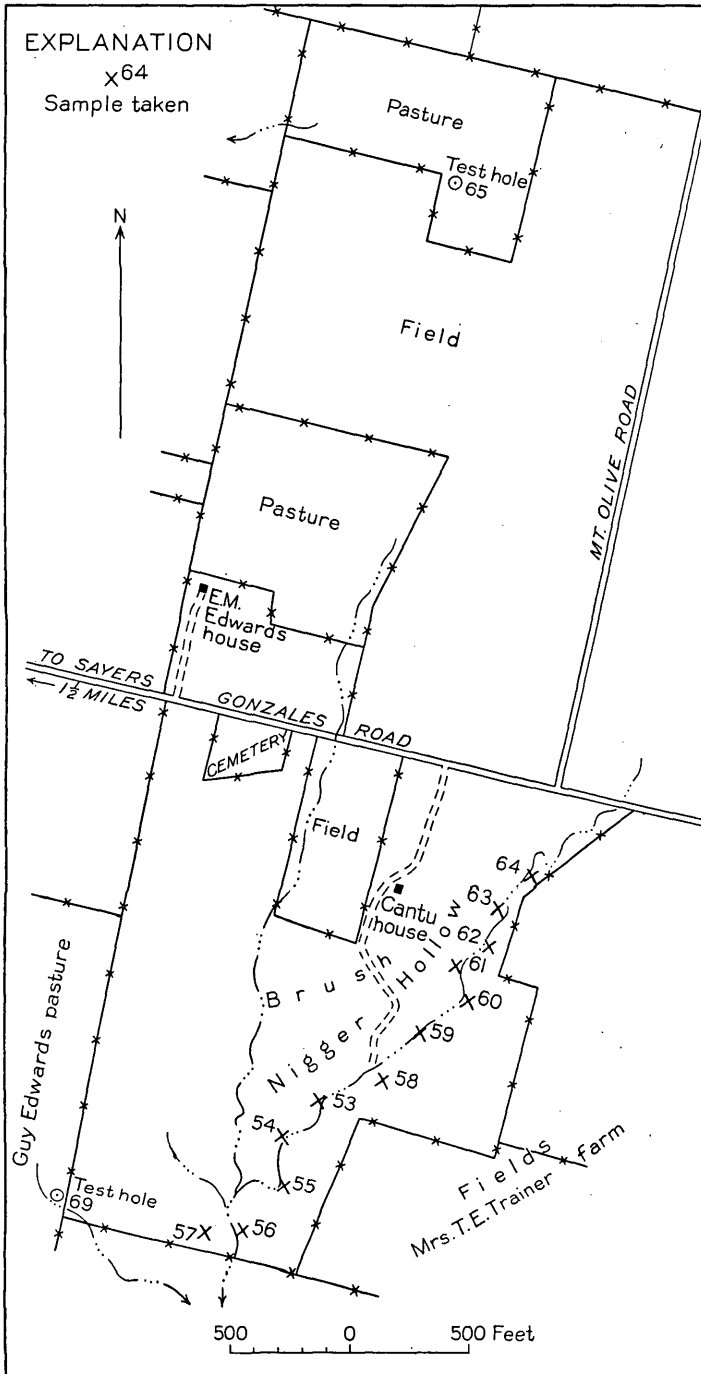 EXPLANATION
x64
Sample taken
N
Pasture
Test hole
65
Field
MT. OLIVE ROAD
Pasture
E.M.
Edwards
house
TO SAYERS
1½ MILES
GONZALES ROAD
CEMETERY
Field
Cantu
house
64
63
62
61
60
59
58
53
54
55
56
57
Brush
Nigger Hollow
Guy Edwards pasture
Test hole
69
Fields
Mrs. T.E. Trainer farm
500 0 500 Feet